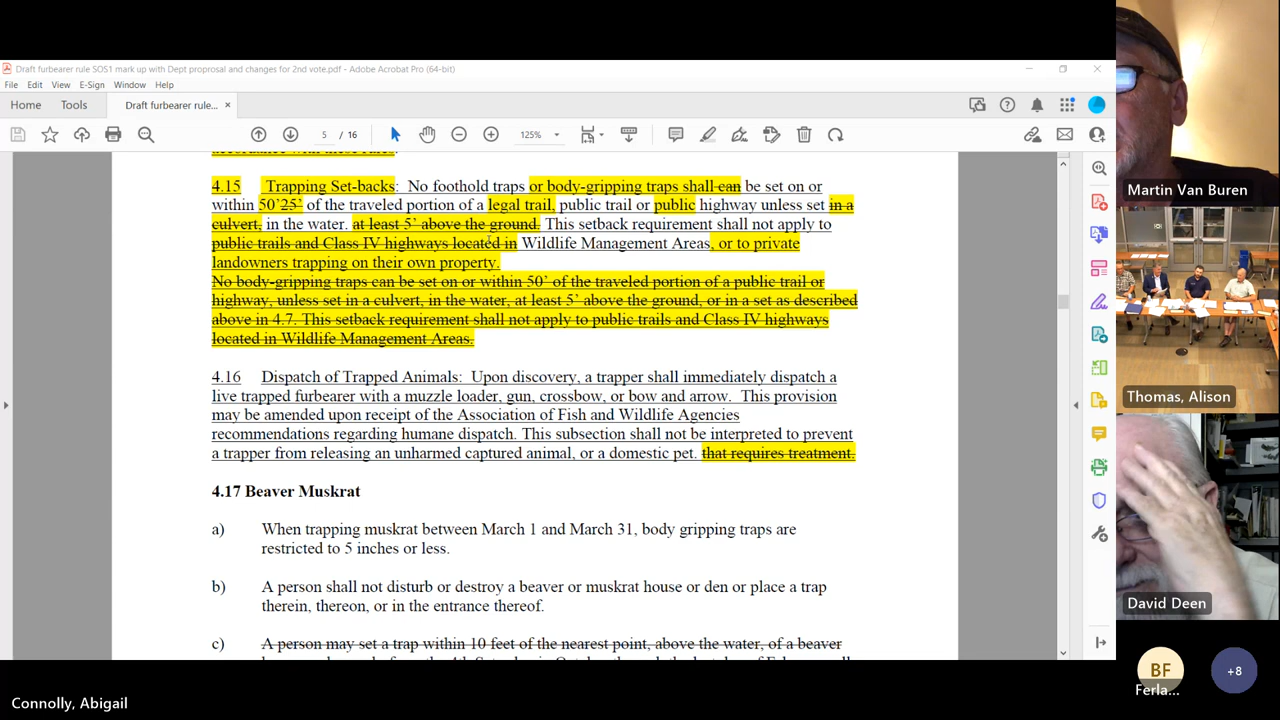 Draft furbearer rule SOS1 mark up with Dept proprosal and changes for 2nd vote.pdf - Adobe Acrobat Pro (64-bit)
File Edit View E-Sign Window Help
Home Tools Draft furbearer rule... ×
5 / 16 125%
accordance with these rules.
4.15 Trapping Set-backs: No foothold traps or body-gripping traps shall can be set on or
within 50'25' of the traveled portion of a legal trail, public trail or public highway unless set in a
culvert, in the water. at least 5' above the ground. This setback requirement shall not apply to
public trails and Class IV highways located in Wildlife Management Areas, or to private
landowners trapping on their own property.
No body-gripping traps can be set on or within 50' of the traveled portion of a public trail or
highway, unless set in a culvert, in the water, at least 5' above the ground, or in a set as described
above in 4.7. This setback requirement shall not apply to public trails and Class IV highways
located in Wildlife Management Areas.
4.16 Dispatch of Trapped Animals: Upon discovery, a trapper shall immediately dispatch a
live trapped furbearer with a muzzle loader, gun, crossbow, or bow and arrow. This provision
may be amended upon receipt of the Association of Fish and Wildlife Agencies
recommendations regarding humane dispatch. This subsection shall not be interpreted to prevent
a trapper from releasing an unharmed captured animal, or a domestic pet. that requires treatment.
4.17 Beaver Muskrat
a) When trapping muskrat between March 1 and March 31, body gripping traps are
restricted to 5 inches or less.
b) A person shall not disturb or destroy a beaver or muskrat house or den or place a trap
therein, thereon, or in the entrance thereof.
c) A person may set a trap within 10 feet of the nearest point, above the water, of a beaver
Martin Van Buren
Thomas, Alison
David Deen
BF
Ferla...
+8
Connolly, Abigail